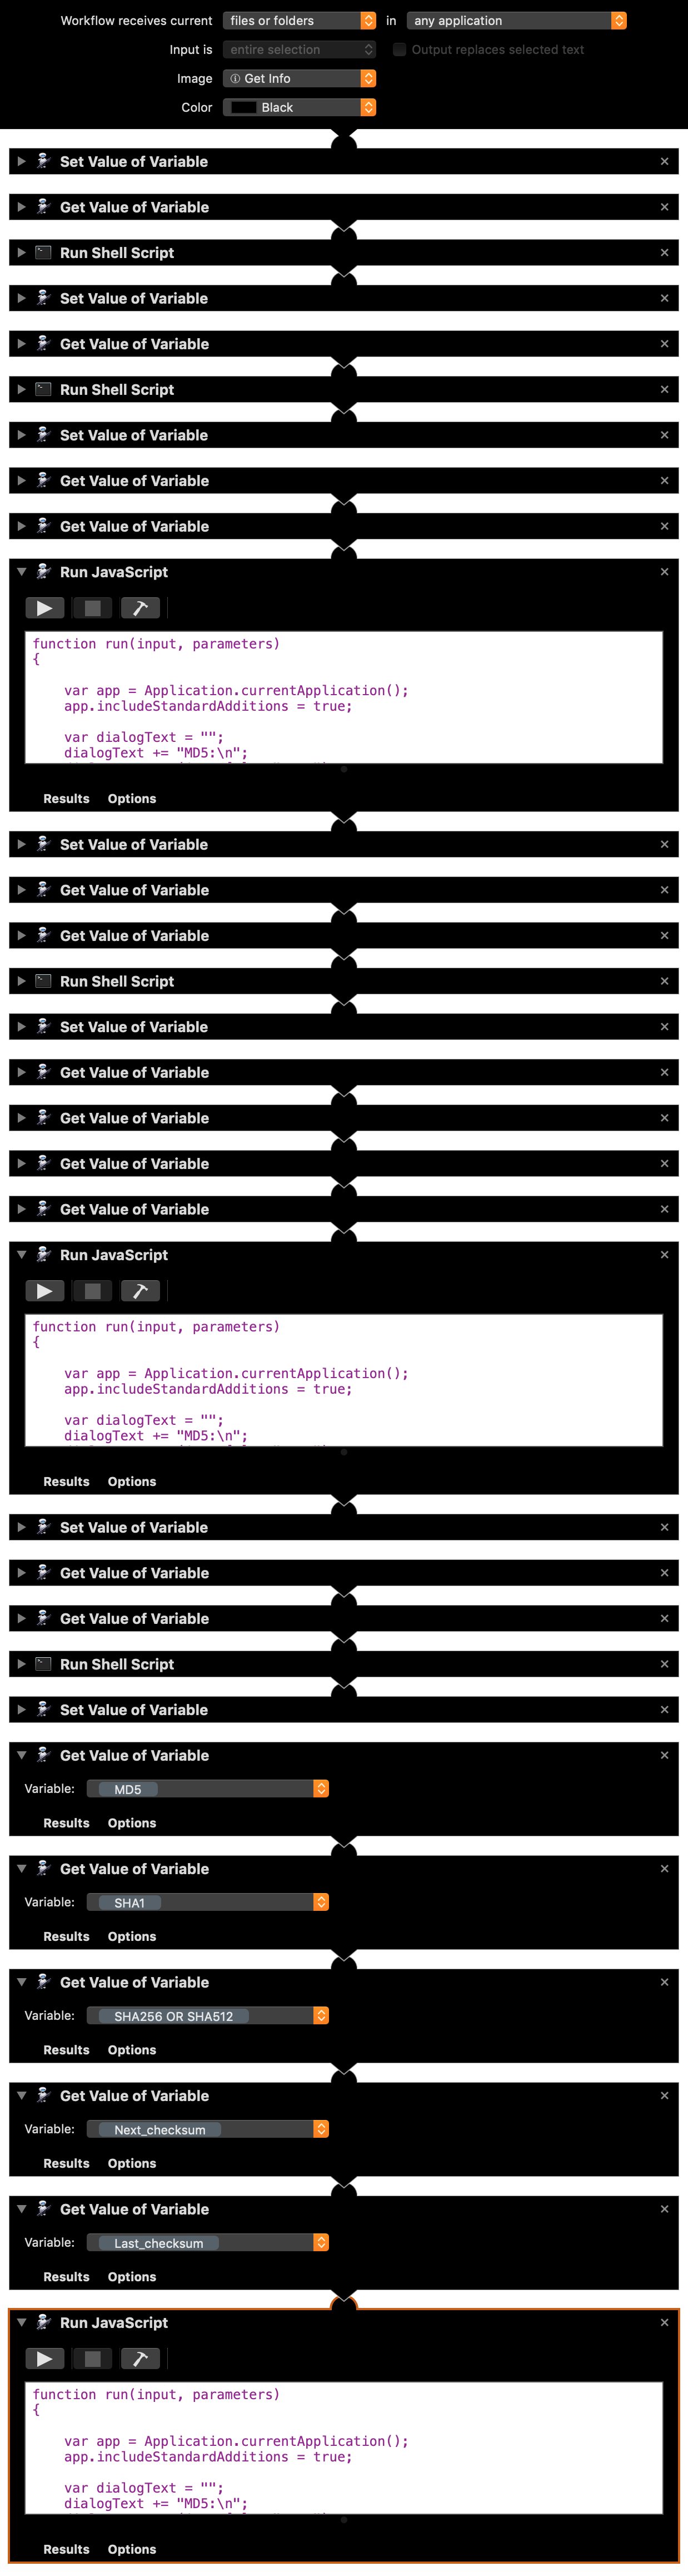 Workflow receives current files or folders in any application
Input is entire selection Output replaces selected text
Image Get Info
Color Black
Set Value of Variable
Get Value of Variable
Run Shell Script
Set Value of Variable
Get Value of Variable
Run Shell Script
Set Value of Variable
Get Value of Variable
Get Value of Variable
Run JavaScript
function run(input, parameters)
{
var app = Application.currentApplication();
app.includeStandardAdditions = true;
var dialogText = "";
dialogText += "MD5:\n";
Results Options
Set Value of Variable
Get Value of Variable
Get Value of Variable
Run Shell Script
Set Value of Variable
Get Value of Variable
Get Value of Variable
Get Value of Variable
Get Value of Variable
Run JavaScript
function run(input, parameters)
{
var app = Application.currentApplication();
app.includeStandardAdditions = true;
var dialogText = "";
dialogText += "MD5:\n";
Results Options
Set Value of Variable
Get Value of Variable
Get Value of Variable
Run Shell Script
Set Value of Variable
Get Value of Variable
Variable: MD5
Results Options
Get Value of Variable
Variable: SHA1
Results Options
Get Value of Variable
Variable: SHA256 OR SHA512
Results Options
Get Value of Variable
Variable: Next_checksum
Results Options
Get Value of Variable
Variable: Last_checksum
Results Options
Run JavaScript
function run(input, parameters)
{
var app = Application.currentApplication();
app.includeStandardAdditions = true;
var dialogText = "";
dialogText += "MD5:\n";
Results Options